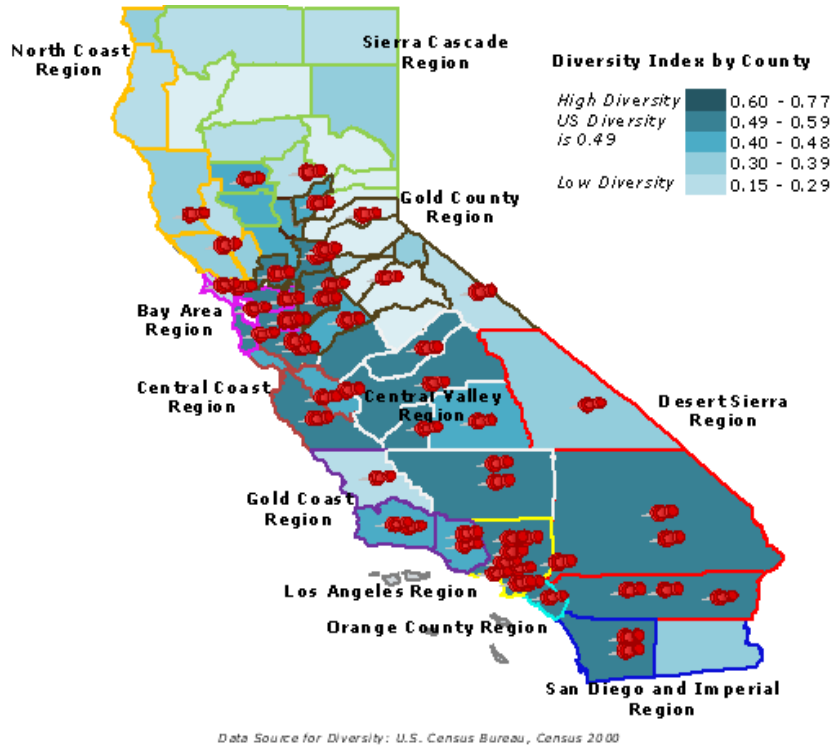 North Coast
Region
Sierra Cascade
Region
Diversity Index by County
High Diversity
US Diversity
is 0.49
Low Diversity
0.60 - 0.77
0.49 - 0.59
0.40 - 0.48
0.30 - 0.39
0.15 - 0.29
Gold County
Region
Bay Area
Region
Central Coast
Region
Central Valley
Region
Desert Sierra
Region
Gold Coast
Region
Los Angeles Region
Orange County Region
San Diego and Imperial
Region
Data Source for Diversity: U.S. Census Bureau, Census 2000